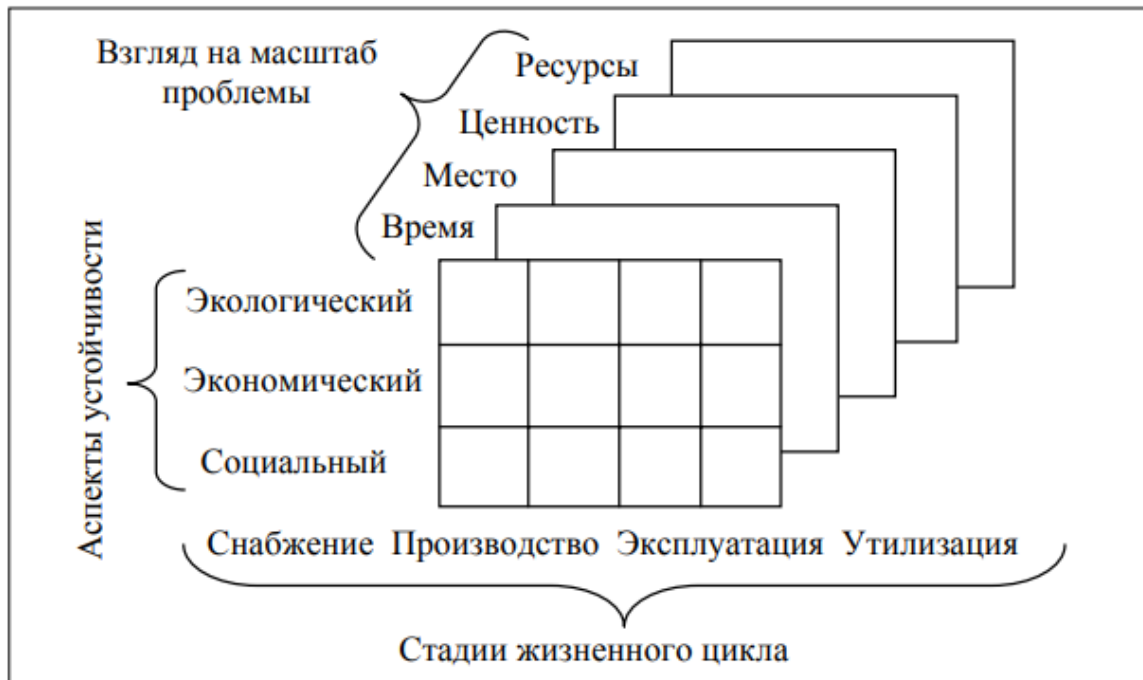 Взгляд на масштаб
проблемы
Ресурсы
Ценность
Место
Время
Аспекты устойчивости
Экологический
Экономический
Социальный
Снабжение Производство Эксплуатация Утилизация
Стадии жизненного цикла